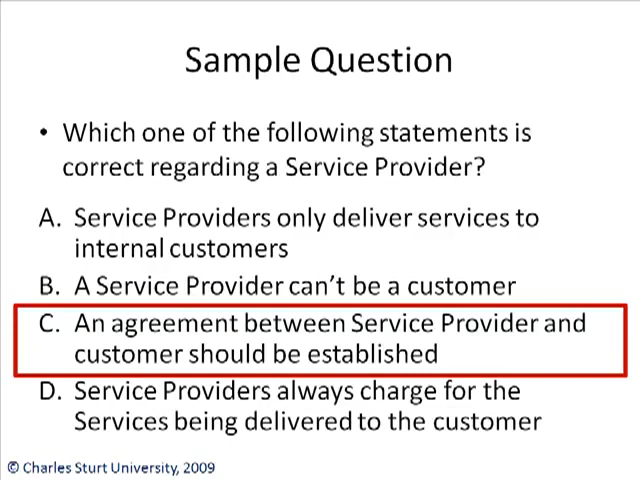 Sample Question
• Which one of the following statements is
correct regarding a Service Provider?
A. Service Providers only deliver services to
internal customers
B. A Service Provider can't be a customer
C. An agreement between Service Provider and
customer should be established
D. Service Providers always charge for the
Services being delivered to the customer
© Charles Sturt University, 2009